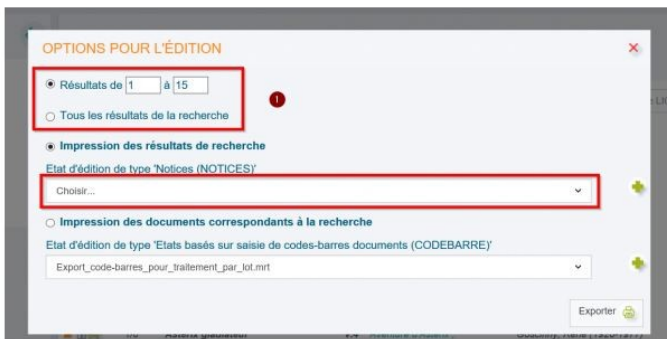 OPTIONS POUR L'ÉDITION
Résultats de 1 à 15
1
Tous les résultats de la recherche
Impression des résultats de recherche
Etat d'édition de type 'Notices (NOTICES)'
Choisir...
Impression des documents correspondants à la recherche
Etat d'édition de type 'Etats basés sur saisie de codes-barres documents (CODEBARRE)'
Export_code-barres_pour_traitement_par_lot.mrt
Exporter